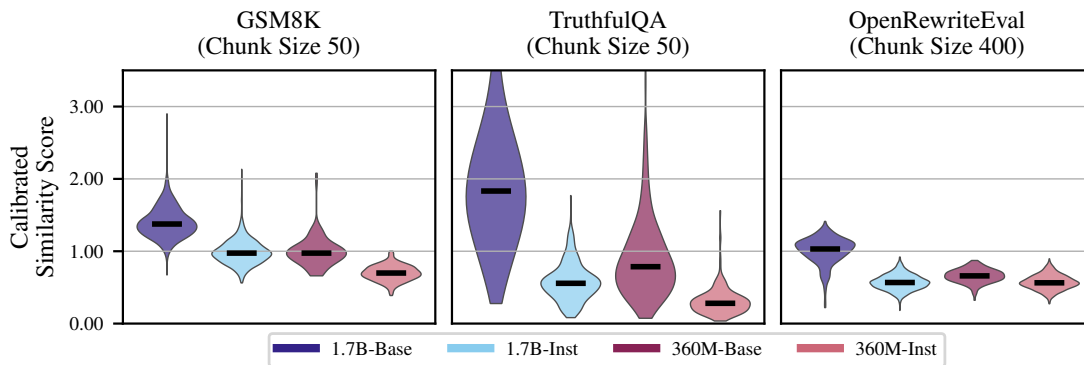 GSM8K
(Chunk Size 50)
TruthfulQA
(Chunk Size 50)
OpenRewriteEval
(Chunk Size 400)
Calibrated
Similarity Score
3.00
2.00
1.00
0.00
1.7B-Base
1.7B-Inst
360M-Base
360M-Inst